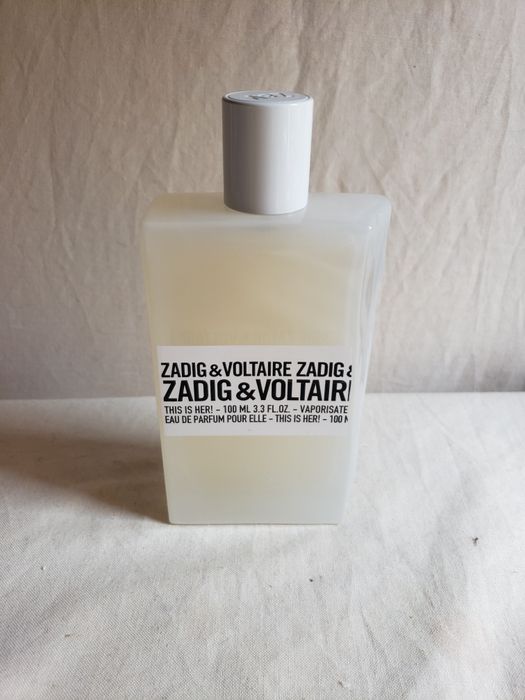 ZADIG&VOLTAIRE ZADIG &
ZADIG&VOLTAIR
THIS IS HER! – 100 ML 3.3 FL.OZ. – VAPORISATE
EAU DE PARFUM POUR ELLE – THIS IS HER! – 100 M